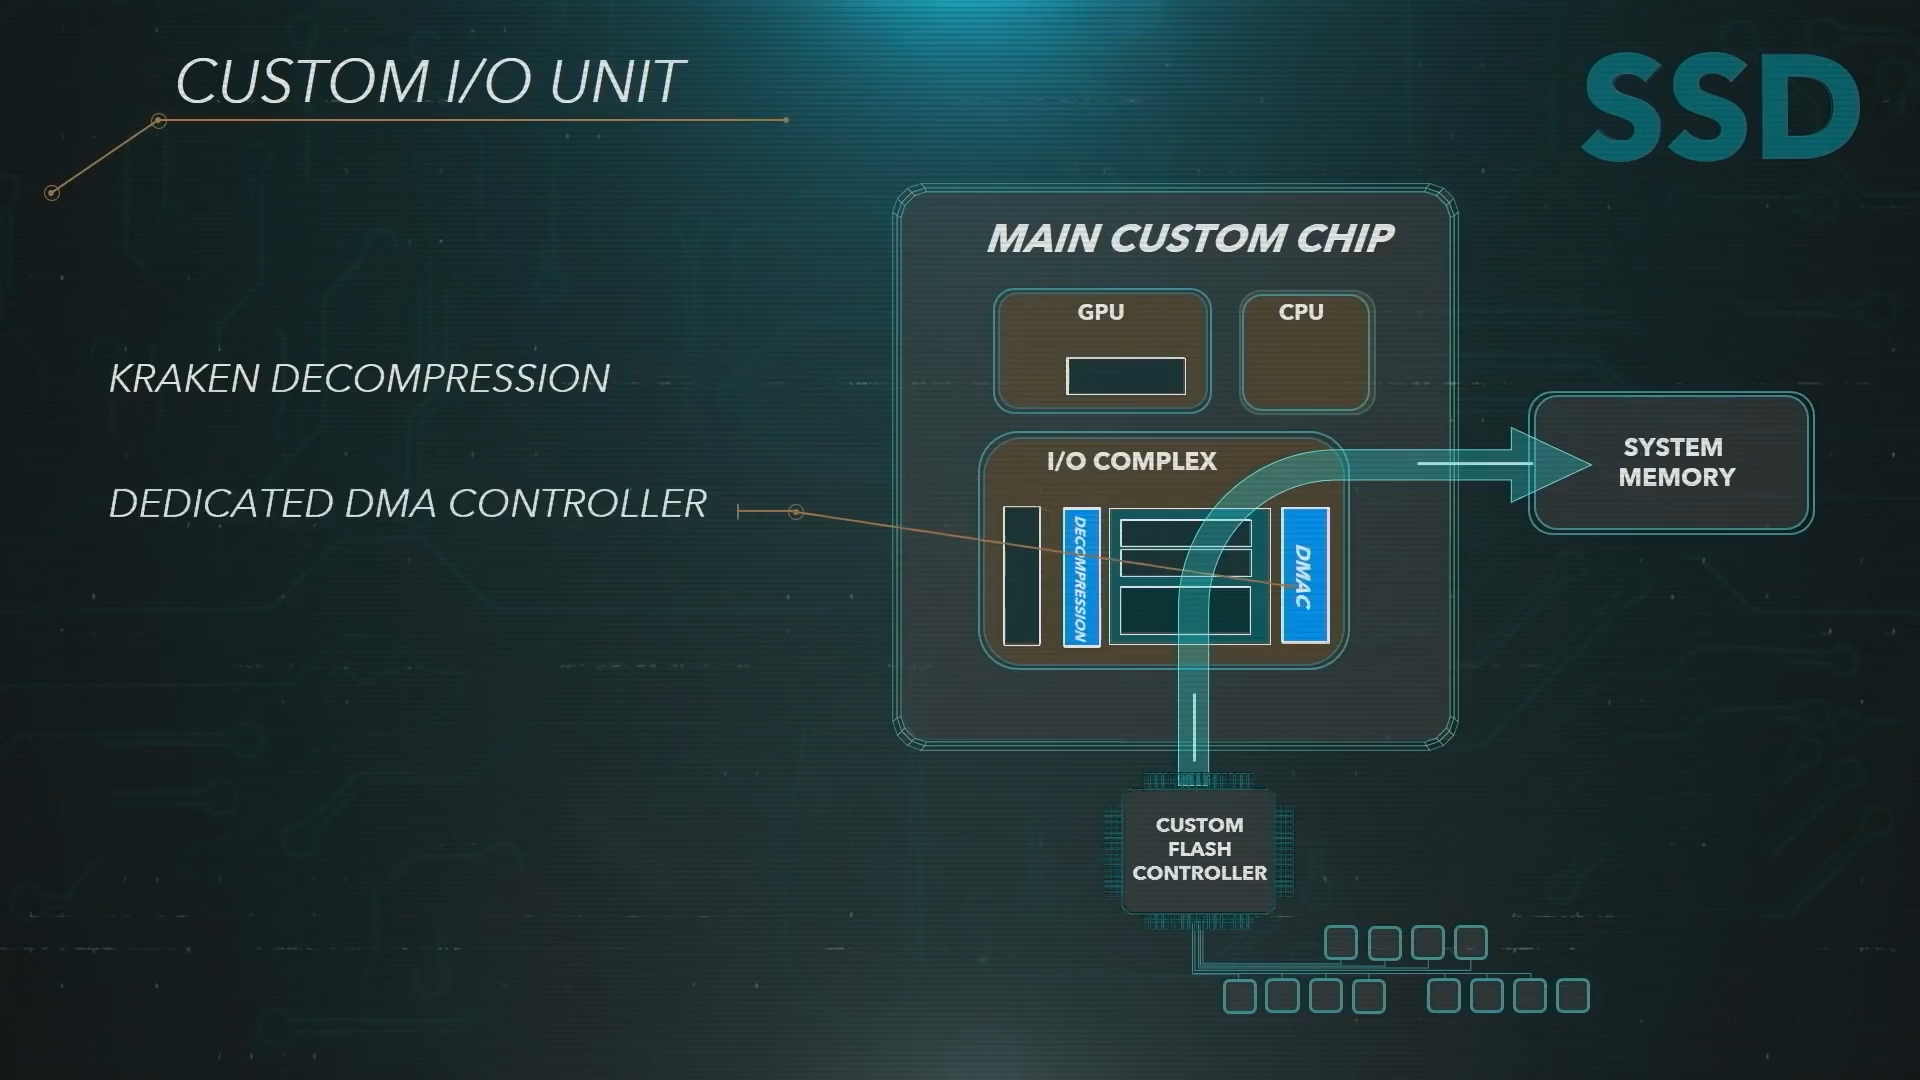 CUSTOM I/O UNIT
SSD
MAIN CUSTOM CHIP
GPU
CPU
KRAKEN DECOMPRESSION
I/O COMPLEX
SYSTEM
MEMORY
DEDICATED DMA CONTROLLER
DECOMPRESSION
DMAC
CUSTOM
FLASH
CONTROLLER